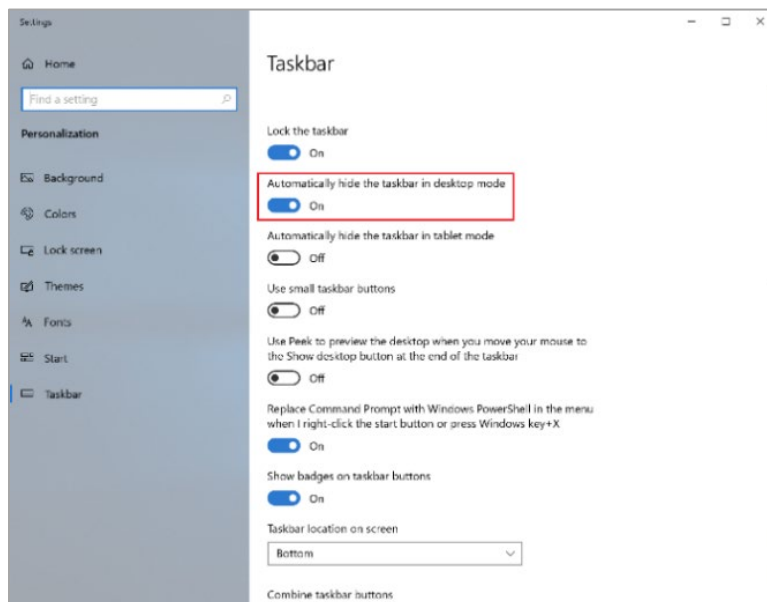 Settings
Home
Find a setting
Personalization
Background
Colors
Lock screen
Themes
Fonts
Start
Taskbar
Taskbar
Lock the taskbar
On
Automatically hide the taskbar in desktop mode
On
Automatically hide the taskbar in tablet mode
Off
Use small taskbar buttons
Off
Use Peek to preview the desktop when you move your mouse to
the Show desktop button at the end of the taskbar
Off
Replace Command Prompt with Windows PowerShell in the menu
when I right-click the start button or press Windows key+X
On
Show badges on taskbar buttons
On
Taskbar location on screen
Bottom
Combine taskbar buttons